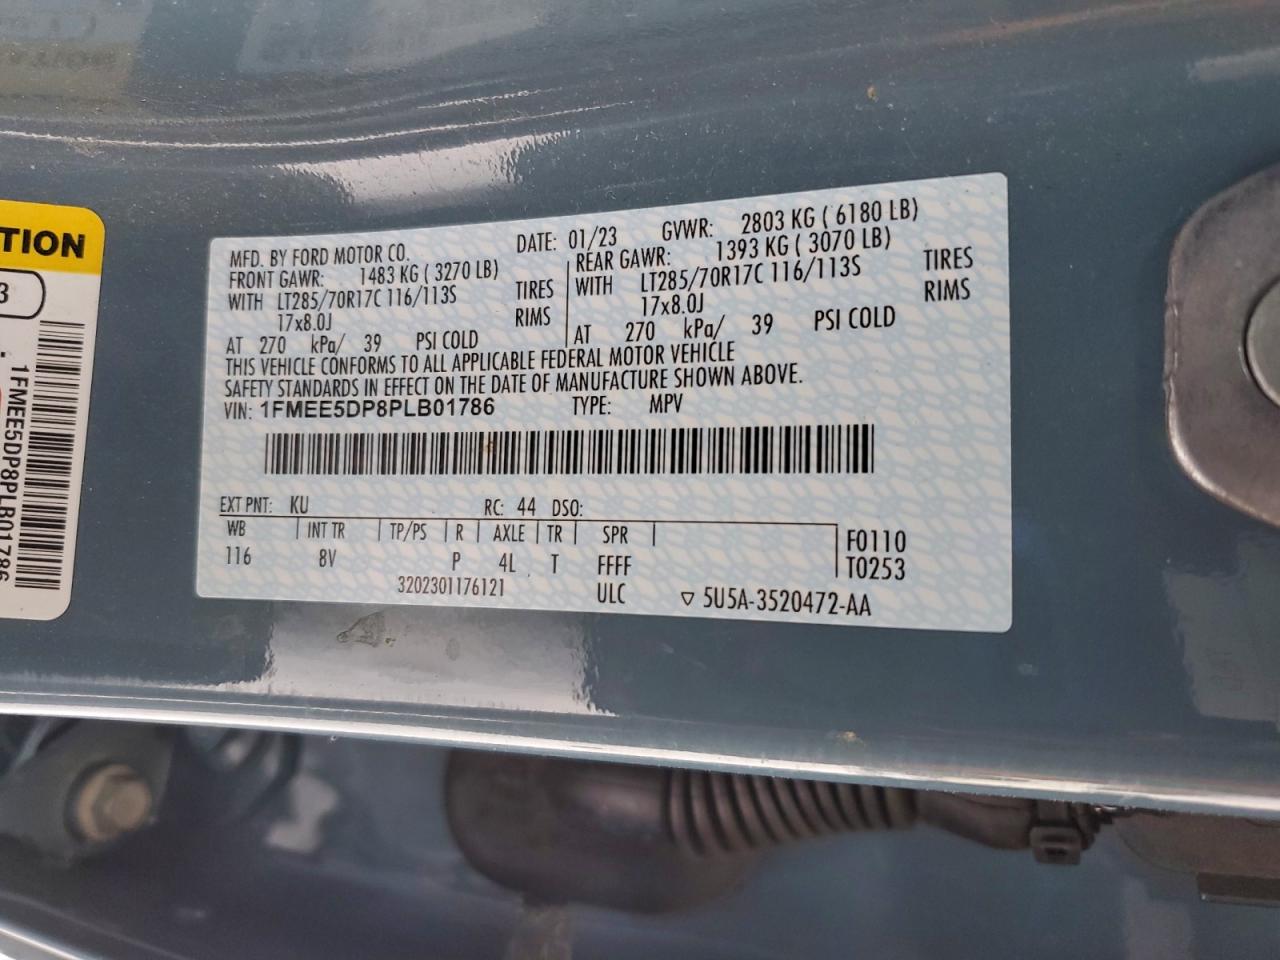 TION
3
1FMEE5DP8PLB01786
MFD. BY FORD MOTOR CO. DATE: 01/23 GVWR: 2803 KG ( 6180 LB)
FRONT GAWR: 1483 KG ( 3270 LB) REAR GAWR: 1393 KG ( 3070 LB)
WITH LT285/70R17C 116/113S TIRES WITH LT285/70R17C 116/113S TIRES
17x8.0J RIMS 17x8.0J RIMS
AT 270 kPa/ 39 PSI COLD AT 270 kPa/ 39 PSI COLD
THIS VEHICLE CONFORMS TO ALL APPLICABLE FEDERAL MOTOR VEHICLE
SAFETY STANDARDS IN EFFECT ON THE DATE OF MANUFACTURE SHOWN ABOVE.
VIN: 1FMEE5DP8PLB01786 TYPE: MPV
EXT PNT: KU RC: 44 DSO:
WB INT TR TP/PS R AXLE TR SPR F0110
116 8V P 4L T FFFF T0253
3202301176121 ULC ▽ 5U5A-3520472-AA